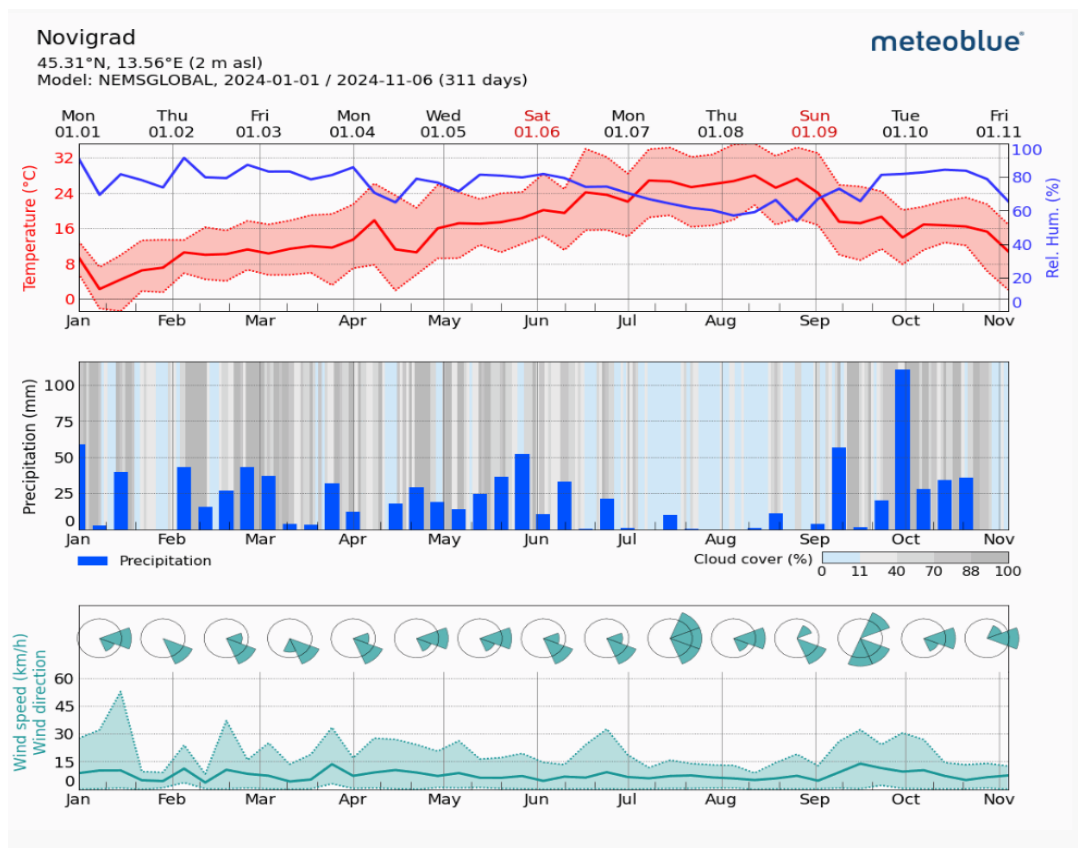 Novigrad
meteoblue®
45.31°N, 13.56°E (2 m asl)
Model: NEMSGLOBAL, 2024-01-01 / 2024-11-06 (311 days)
Mon Thu Fri Mon Wed Sat Mon Thu Sun Tue Fri
01.01 01.02 01.03 01.04 01.05 01.06 01.07 01.08 01.09 01.10 01.11
Temperature (°C)
32
24
16
8
0
100
80
60
40
20
0
Rel. Hum. (%)
Jan Feb Mar Apr May Jun Jul Aug Sep Oct Nov
Precipitation (mm)
100
75
50
25
0
Jan Feb Mar Apr May Jun Jul Aug Sep Oct Nov
Precipitation
Cloud cover (%)
0 11 40 70 88 100
Wind speed (km/h)
Wind direction
60
45
30
15
0
Jan Feb Mar Apr May Jun Jul Aug Sep Oct Nov